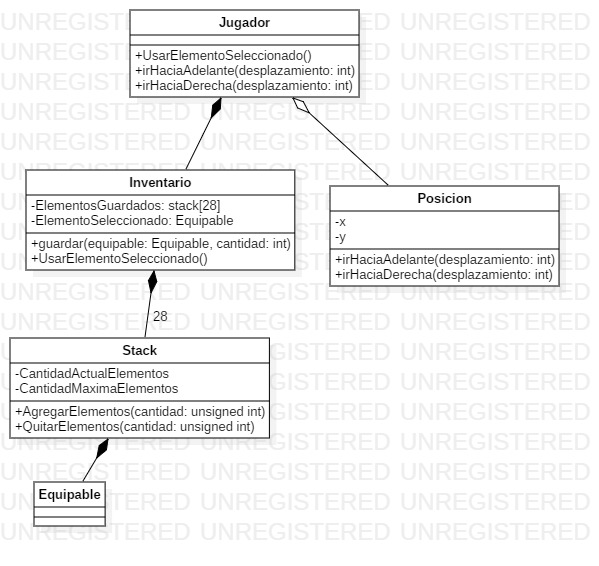 Jugador
+UsarElementoSeleccionado()
+irHaciaAdelante(desplazamiento: int)
+irHaciaDerecha(desplazamiento: int)
Inventario
-ElementosGuardados: stack[28]
-ElementoSeleccionado: Equipable
+guardar(equipable: Equipable, cantidad: int)
+UsarElementoSeleccionado()
Posicion
-x
-y
+irHaciaAdelante(desplazamiento: int)
+irHaciaDerecha(desplazamiento: int)
28
Stack
-CantidadActualElementos
-CantidadMaximaElementos
+AgregarElementos(cantidad: unsigned int)
+QuitarElementos(cantidad: unsigned int)
Equipable
UNREGISTERED UNREGISTERED UNREGISTERED